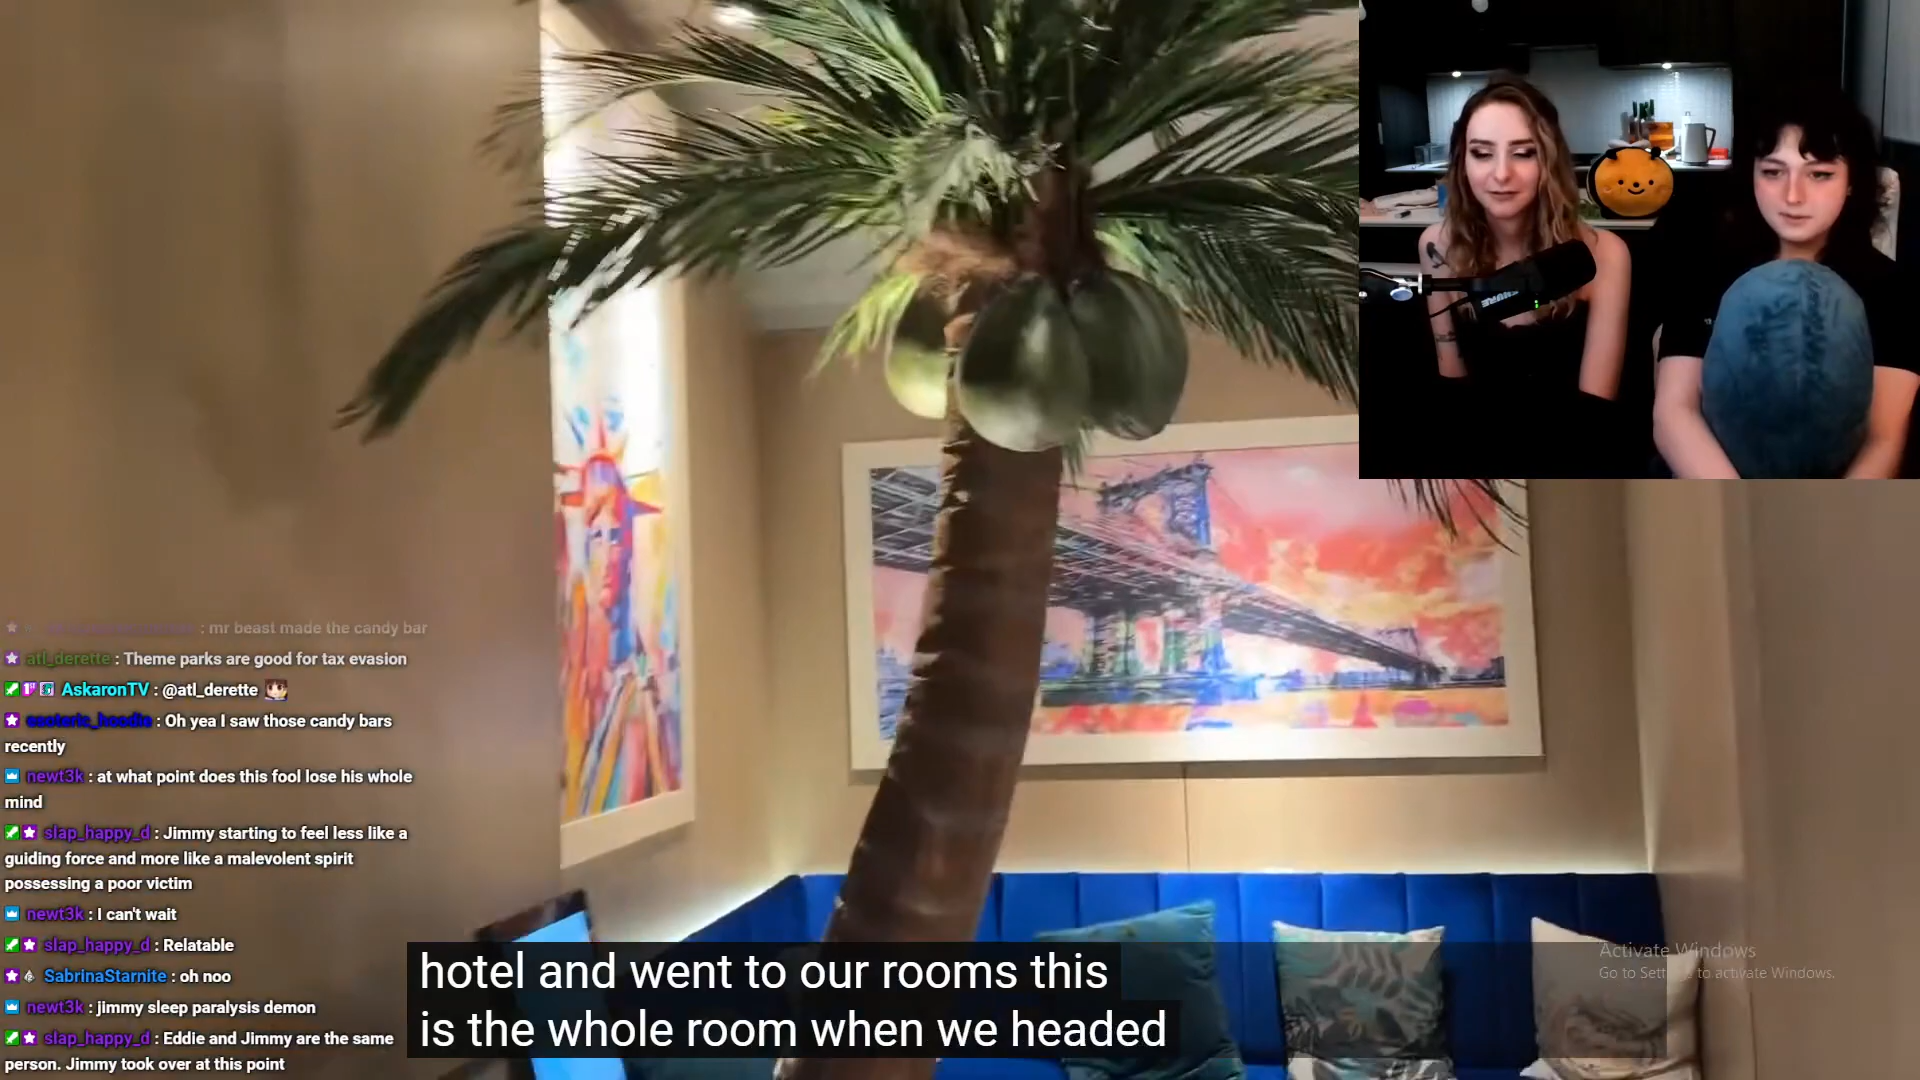 : mr beast made the candy bar
atl_derette : Theme parks are good for tax evasion
AskaronTV : @atl_derette
esoteric_hoodie : Oh yea I saw those candy bars
recently
newt3k : at what point does this fool lose his whole
mind
slap_happy_d : Jimmy starting to feel less like a
guiding force and more like a malevolent spirit
possessing a poor victim
newt3k : I can't wait
slap_happy_d : Relatable
SabrinaStarnite : oh noo
newt3k : jimmy sleep paralysis demon
slap_happy_d : Eddie and Jimmy are the same
person. Jimmy took over at this point
hotel and went to our rooms this
is the whole room when we headed
SHURE
Activate Windows
Go to Settings to activate Windows.